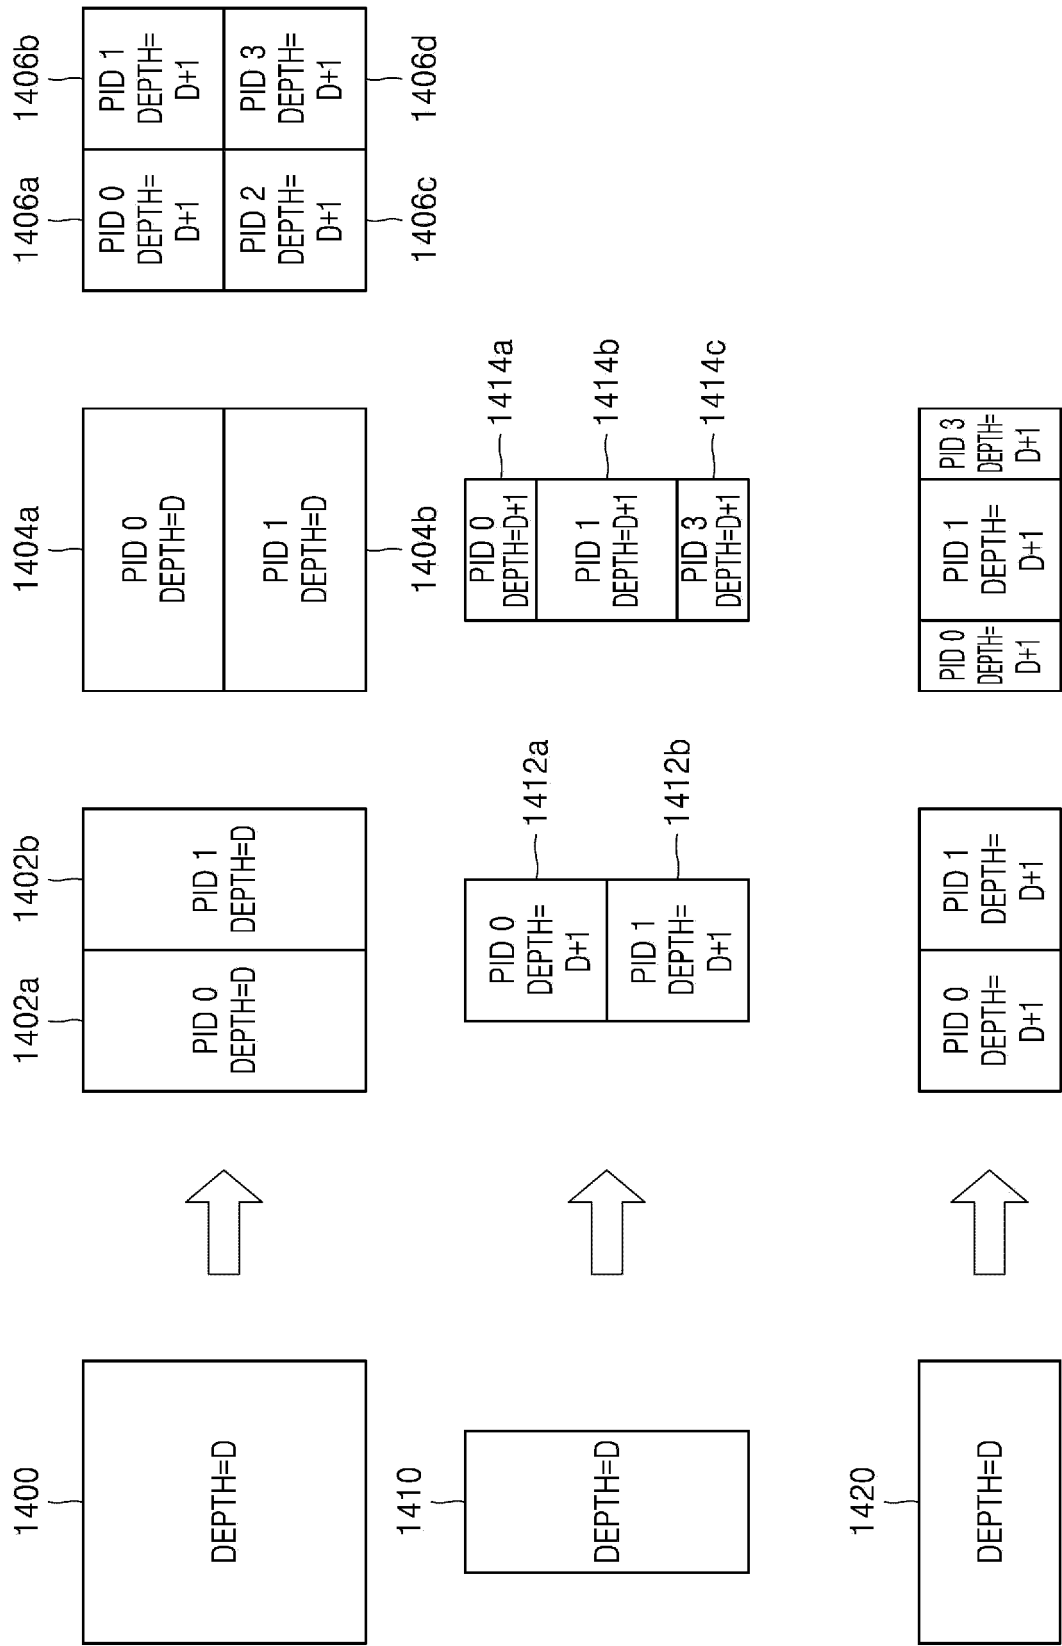 1400
DEPTH=D
1402a
1402b
PID 0
DEPTH=D
PID 1
DEPTH=D
1404a
PID 0
DEPTH=D
PID 1
DEPTH=D
1404b
1406a
1406b
PID 0
DEPTH=
D+1
PID 1
DEPTH=
D+1
PID 2
DEPTH=
D+1
PID 3
DEPTH=
D+1
1406c
1406d
1410
DEPTH=D
PID 0
DEPTH=
D+1
1412a
PID 1
DEPTH=
D+1
1412b
PID 0
DEPTH=D+1
1414a
PID 1
DEPTH=D+1
1414b
PID 3
DEPTH=D+1
1414c
1420
DEPTH=D
PID 0
DEPTH=
D+1
PID 1
DEPTH=
D+1
PID 0
DEPTH=
D+1
PID 1
DEPTH=
D+1
PID 3
DEPTH=
D+1